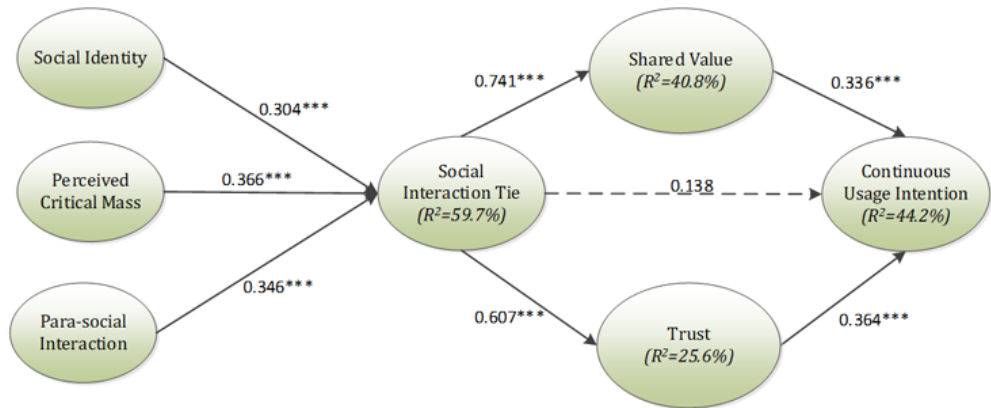 Social Identity
0.304***
Perceived
Critical Mass
0.366***
Para-social
Interaction
0.346***
Social
Interaction Tie
(R²=59.7%)
0.741***
Shared Value
(R²=40.8%)
0.336***
0.138
Continuous
Usage Intention
(R²=44.2%)
0.607***
Trust
(R²=25.6%)
0.364***